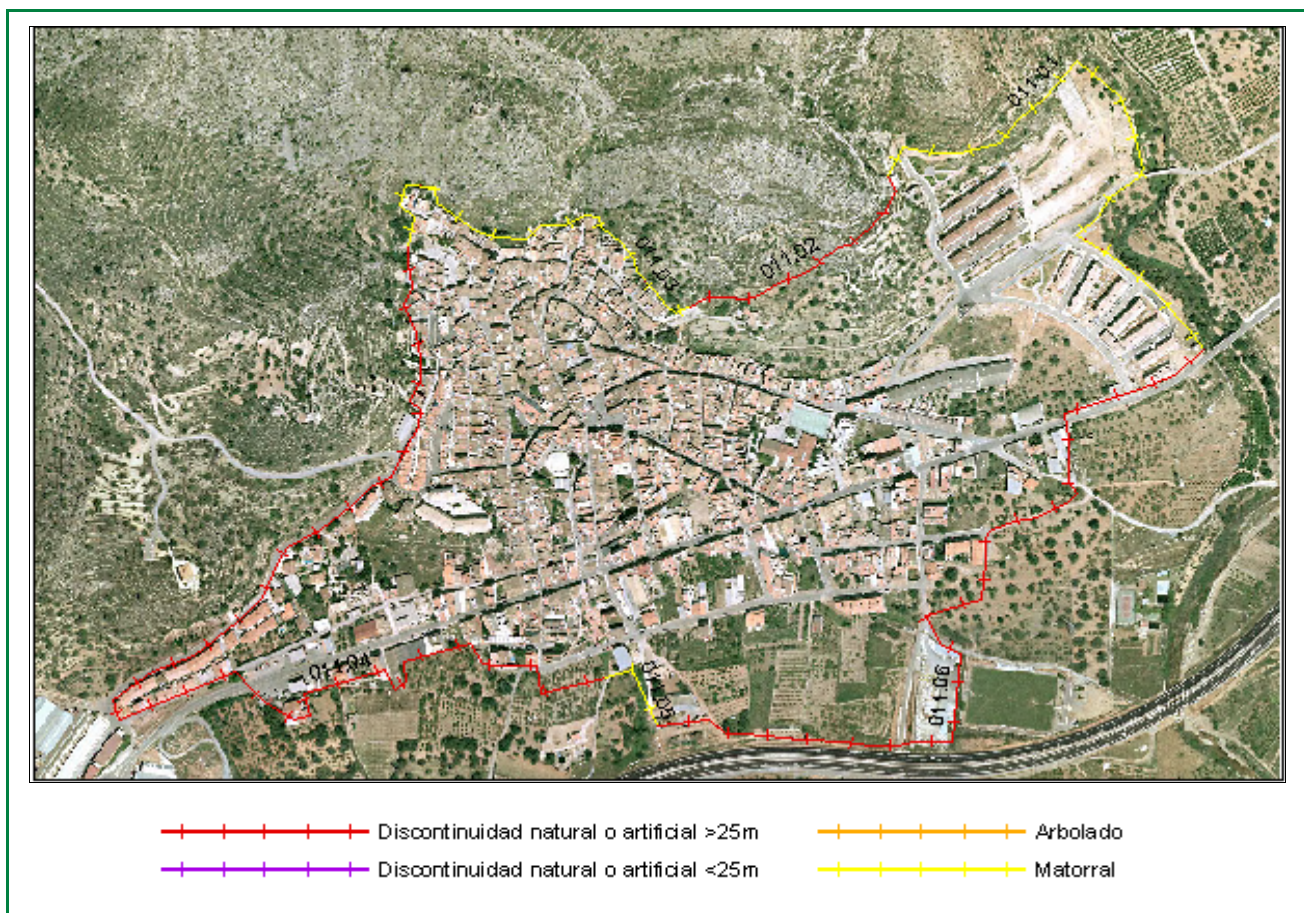 011.01
011.02
011.03
011.04
011.05
011.06
Discontinuidad natural o artificial >25m
Arbolado
Discontinuidad natural o artificial <25m
Matorral